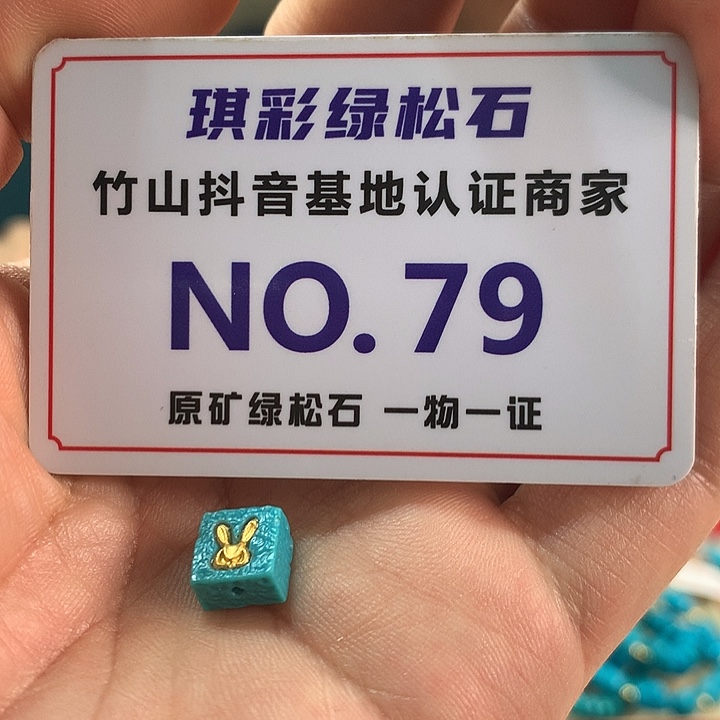 琪彩绿松石
竹山抖音基地认证商家
NO.79
原矿绿松石 一物一证